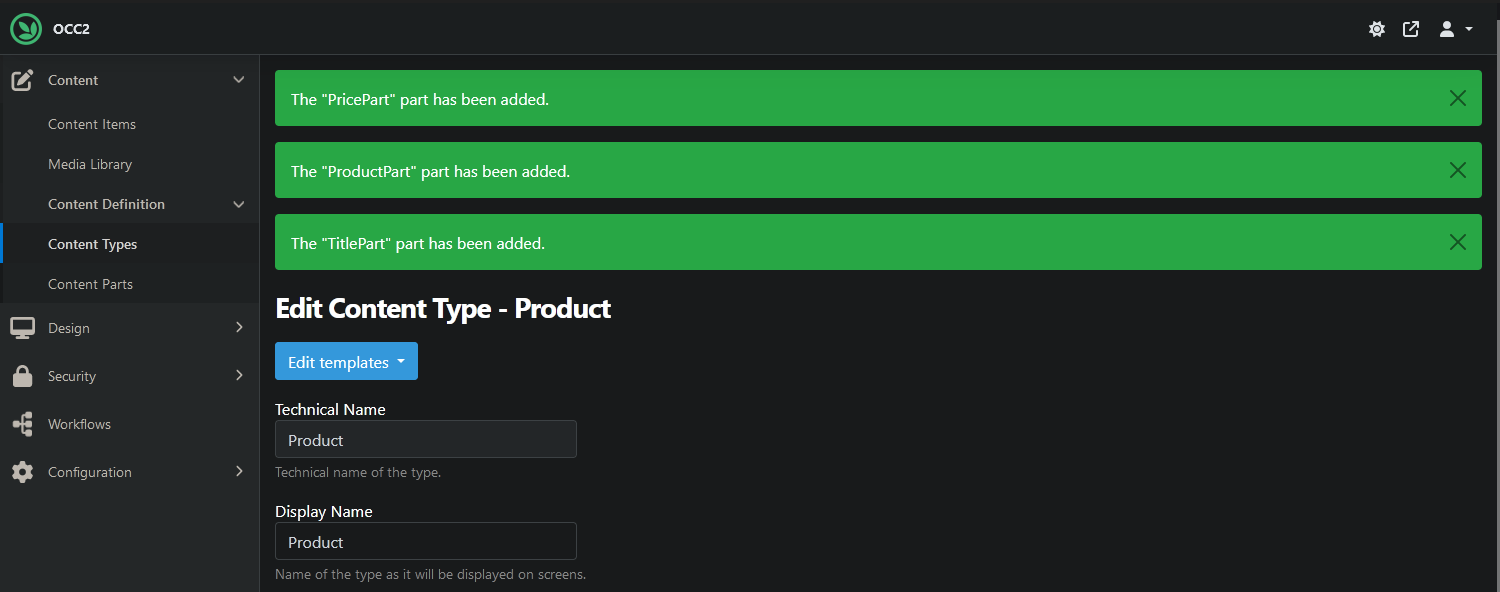 OCC2
Content
Content Items
Media Library
Content Definition
Content Types
Content Parts
Design
Security
Workflows
Configuration
The "PricePart" part has been added.
The "ProductPart" part has been added.
The "TitlePart" part has been added.
Edit Content Type - Product
Edit templates
Technical Name
Product
Technical name of the type.
Display Name
Product
Name of the type as it will be displayed on screens.